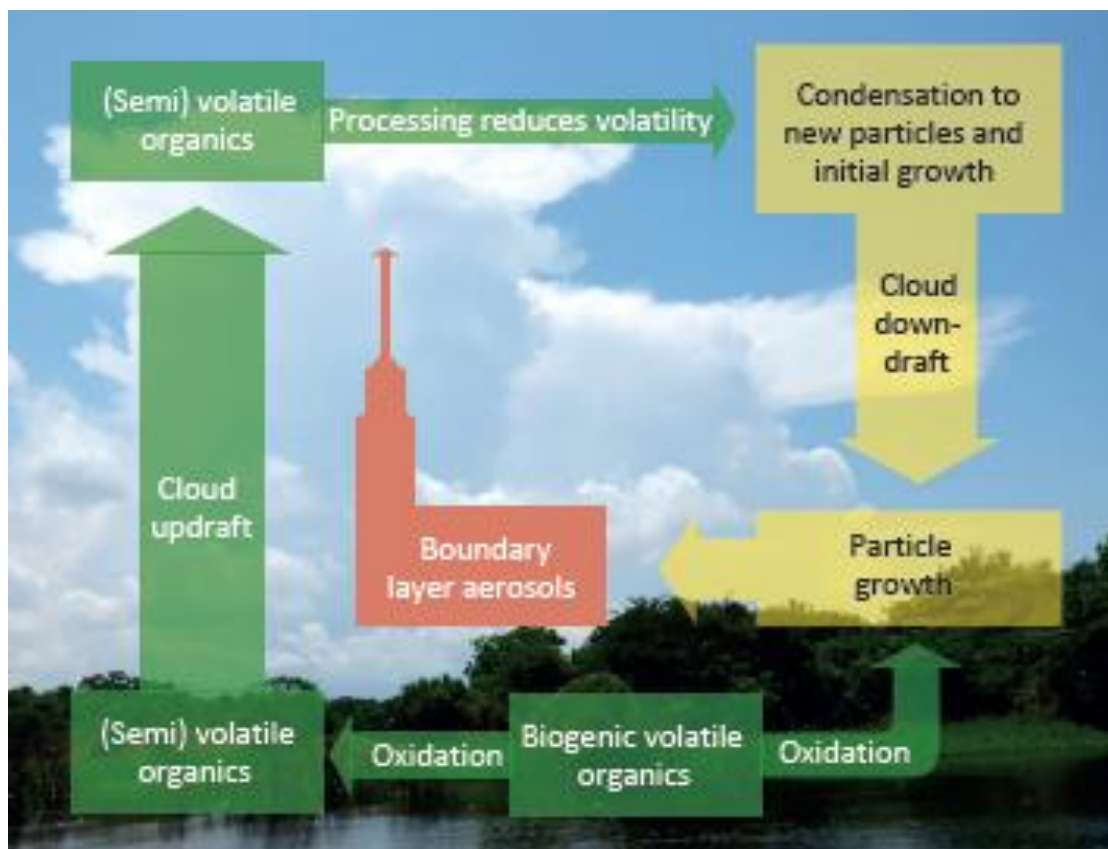 (Semi) volatile
organics
Processing reduces volatility
Condensation to
new particles and
initial growth
Cloud
down-
draft
Cloud
updraft
Boundary
layer aerosols
Particle
growth
(Semi) volatile
organics
Oxidation
Biogenic volatile
organics
Oxidation